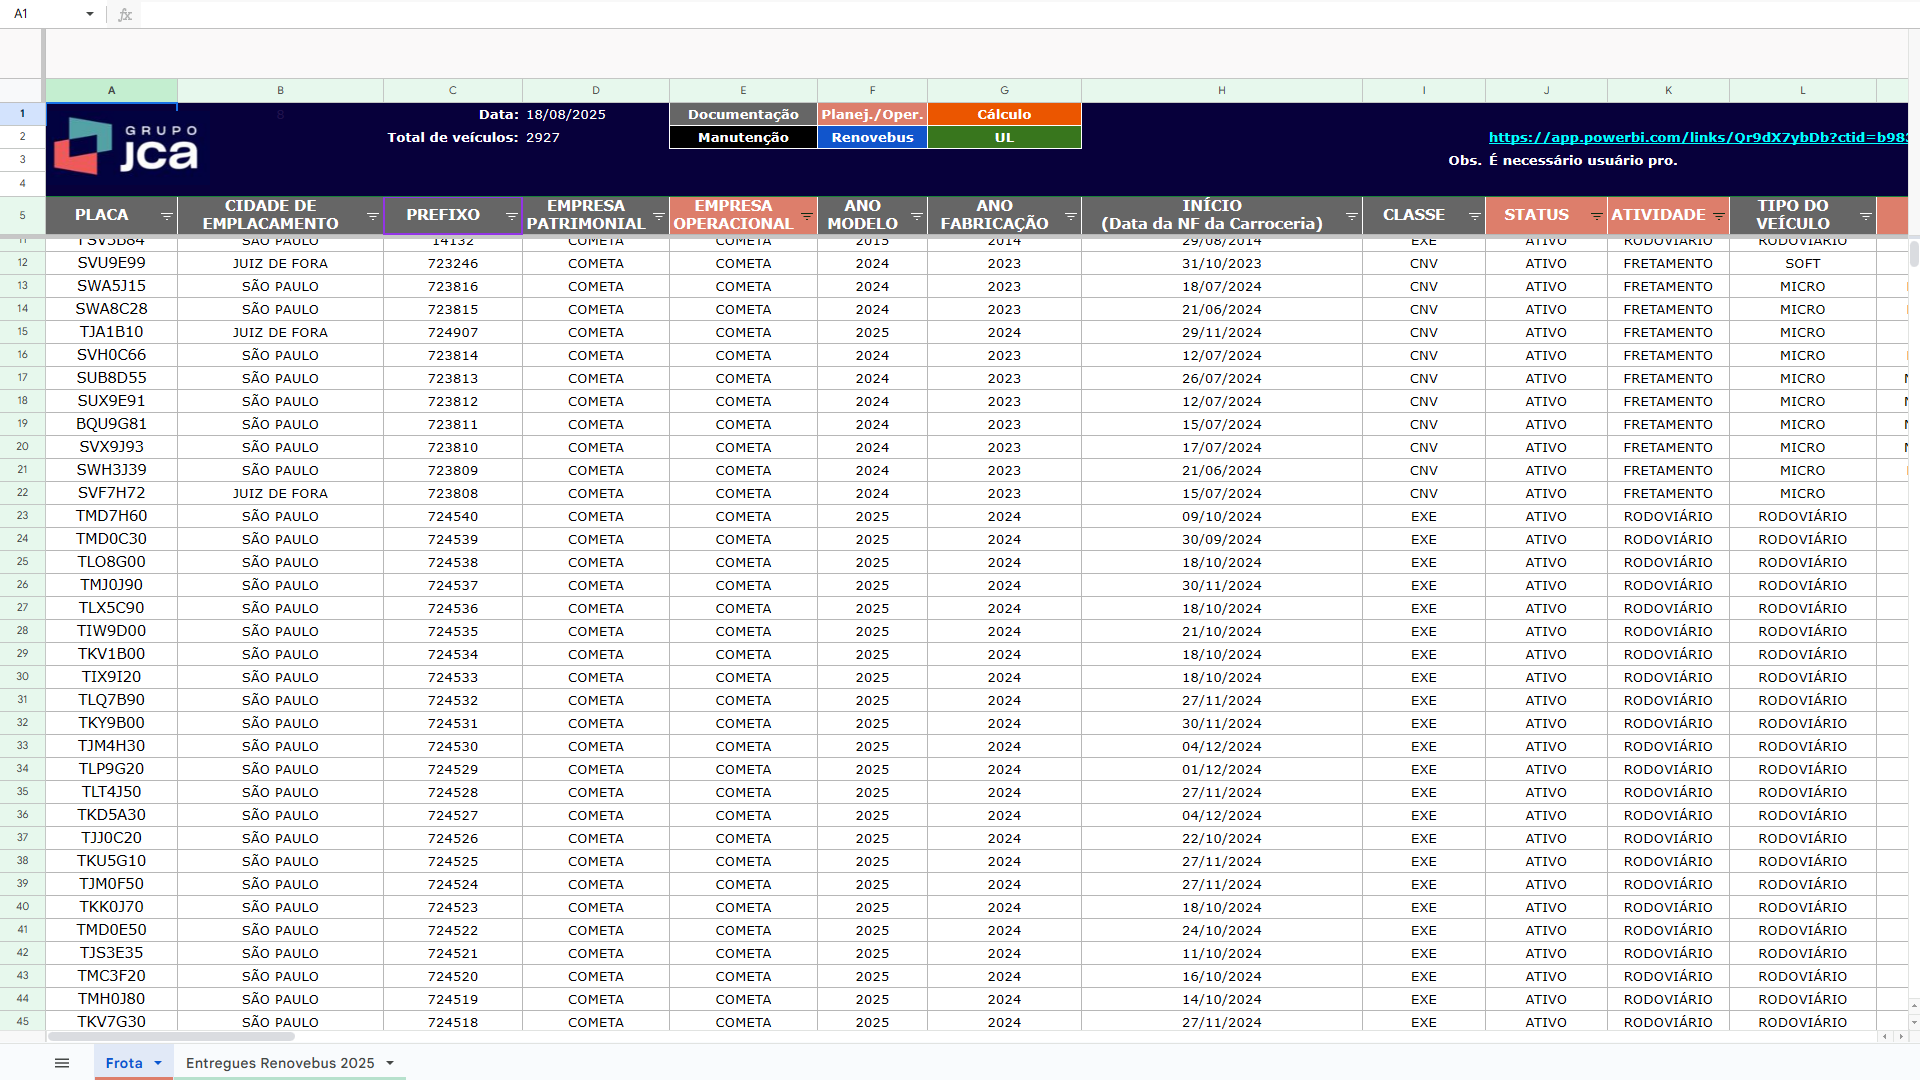 A1
fx
A B C D E F G H I J K L
1 Data: 18/08/2025 Documentação Planej./Oper. Cálculo
2 Total de veículos: 2927 Manutenção Renovebus UL https://app.powerbi.com/links/Qr9dX7ybDb?ctid=b983
3 Obs. É necessário usuário pro.
4
GRUPO
jca
5 PLACA CIDADE DE EMPLACAMENTO PREFIXO EMPRESA PATRIMONIAL EMPRESA OPERACIONAL ANO MODELO ANO FABRICAÇÃO INÍCIO (Data da NF da Carroceria) CLASSE STATUS ATIVIDADE TIPO DO VEÍCULO
11 SÃO PAULO 14132 COMETA COMETA 2015 2014 29/08/2014 EXE ATIVO RODOVIÁRIO RODOVIÁRIO
12 SVU9E99 JUIZ DE FORA 723246 COMETA COMETA 2024 2023 31/10/2023 CNV ATIVO FRETAMENTO SOFT
13 SWA5J15 SÃO PAULO 723816 COMETA COMETA 2024 2023 18/07/2024 CNV ATIVO FRETAMENTO MICRO
14 SWA8C28 SÃO PAULO 723815 COMETA COMETA 2024 2023 21/06/2024 CNV ATIVO FRETAMENTO MICRO
15 TJA1B10 JUIZ DE FORA 724907 COMETA COMETA 2025 2024 29/11/2024 CNV ATIVO FRETAMENTO MICRO
16 SVH0C66 SÃO PAULO 723814 COMETA COMETA 2024 2023 12/07/2024 CNV ATIVO FRETAMENTO MICRO
17 SUB8D55 SÃO PAULO 723813 COMETA COMETA 2024 2023 26/07/2024 CNV ATIVO FRETAMENTO MICRO
18 SUX9E91 SÃO PAULO 723812 COMETA COMETA 2024 2023 12/07/2024 CNV ATIVO FRETAMENTO MICRO
19 BQU9G81 SÃO PAULO 723811 COMETA COMETA 2024 2023 15/07/2024 CNV ATIVO FRETAMENTO MICRO
20 SVX9J93 SÃO PAULO 723810 COMETA COMETA 2024 2023 17/07/2024 CNV ATIVO FRETAMENTO MICRO
21 SWH3J39 SÃO PAULO 723809 COMETA COMETA 2024 2023 21/06/2024 CNV ATIVO FRETAMENTO MICRO
22 SVF7H72 JUIZ DE FORA 723808 COMETA COMETA 2024 2023 15/07/2024 CNV ATIVO FRETAMENTO MICRO
23 TMD7H60 SÃO PAULO 724540 COMETA COMETA 2025 2024 09/10/2024 EXE ATIVO RODOVIÁRIO RODOVIÁRIO
24 TMD0C30 SÃO PAULO 724539 COMETA COMETA 2025 2024 30/09/2024 EXE ATIVO RODOVIÁRIO RODOVIÁRIO
25 TLO8G00 SÃO PAULO 724538 COMETA COMETA 2025 2024 18/10/2024 EXE ATIVO RODOVIÁRIO RODOVIÁRIO
26 TMJ0J90 SÃO PAULO 724537 COMETA COMETA 2025 2024 30/11/2024 EXE ATIVO RODOVIÁRIO RODOVIÁRIO
27 TLX5C90 SÃO PAULO 724536 COMETA COMETA 2025 2024 18/10/2024 EXE ATIVO RODOVIÁRIO RODOVIÁRIO
28 TIW9D00 SÃO PAULO 724535 COMETA COMETA 2025 2024 21/10/2024 EXE ATIVO RODOVIÁRIO RODOVIÁRIO
29 TKV1B00 SÃO PAULO 724534 COMETA COMETA 2025 2024 18/10/2024 EXE ATIVO RODOVIÁRIO RODOVIÁRIO
30 TIX9I20 SÃO PAULO 724533 COMETA COMETA 2025 2024 18/10/2024 EXE ATIVO RODOVIÁRIO RODOVIÁRIO
31 TLQ7B90 SÃO PAULO 724532 COMETA COMETA 2025 2024 27/11/2024 EXE ATIVO RODOVIÁRIO RODOVIÁRIO
32 TKY9B00 SÃO PAULO 724531 COMETA COMETA 2025 2024 30/11/2024 EXE ATIVO RODOVIÁRIO RODOVIÁRIO
33 TJM4H30 SÃO PAULO 724530 COMETA COMETA 2025 2024 04/12/2024 EXE ATIVO RODOVIÁRIO RODOVIÁRIO
34 TLP9G20 SÃO PAULO 724529 COMETA COMETA 2025 2024 01/12/2024 EXE ATIVO RODOVIÁRIO RODOVIÁRIO
35 TLT4J50 SÃO PAULO 724528 COMETA COMETA 2025 2024 27/11/2024 EXE ATIVO RODOVIÁRIO RODOVIÁRIO
36 TKD5A30 SÃO PAULO 724527 COMETA COMETA 2025 2024 04/12/2024 EXE ATIVO RODOVIÁRIO RODOVIÁRIO
37 TJJ0C20 SÃO PAULO 724526 COMETA COMETA 2025 2024 22/10/2024 EXE ATIVO RODOVIÁRIO RODOVIÁRIO
38 TKU5G10 SÃO PAULO 724525 COMETA COMETA 2025 2024 27/11/2024 EXE ATIVO RODOVIÁRIO RODOVIÁRIO
39 TJM0F50 SÃO PAULO 724524 COMETA COMETA 2025 2024 27/11/2024 EXE ATIVO RODOVIÁRIO RODOVIÁRIO
40 TKK0J70 SÃO PAULO 724523 COMETA COMETA 2025 2024 18/10/2024 EXE ATIVO RODOVIÁRIO RODOVIÁRIO
41 TMD0E50 SÃO PAULO 724522 COMETA COMETA 2025 2024 24/10/2024 EXE ATIVO RODOVIÁRIO RODOVIÁRIO
42 TJS3E35 SÃO PAULO 724521 COMETA COMETA 2025 2024 11/10/2024 EXE ATIVO RODOVIÁRIO RODOVIÁRIO
43 TMC3F20 SÃO PAULO 724520 COMETA COMETA 2025 2024 16/10/2024 EXE ATIVO RODOVIÁRIO RODOVIÁRIO
44 TMH0J80 SÃO PAULO 724519 COMETA COMETA 2025 2024 14/10/2024 EXE ATIVO RODOVIÁRIO RODOVIÁRIO
45 TKV7G30 SÃO PAULO 724518 COMETA COMETA 2025 2024 27/11/2024 EXE ATIVO RODOVIÁRIO RODOVIÁRIO
Frota Entregues Renovebus 2025